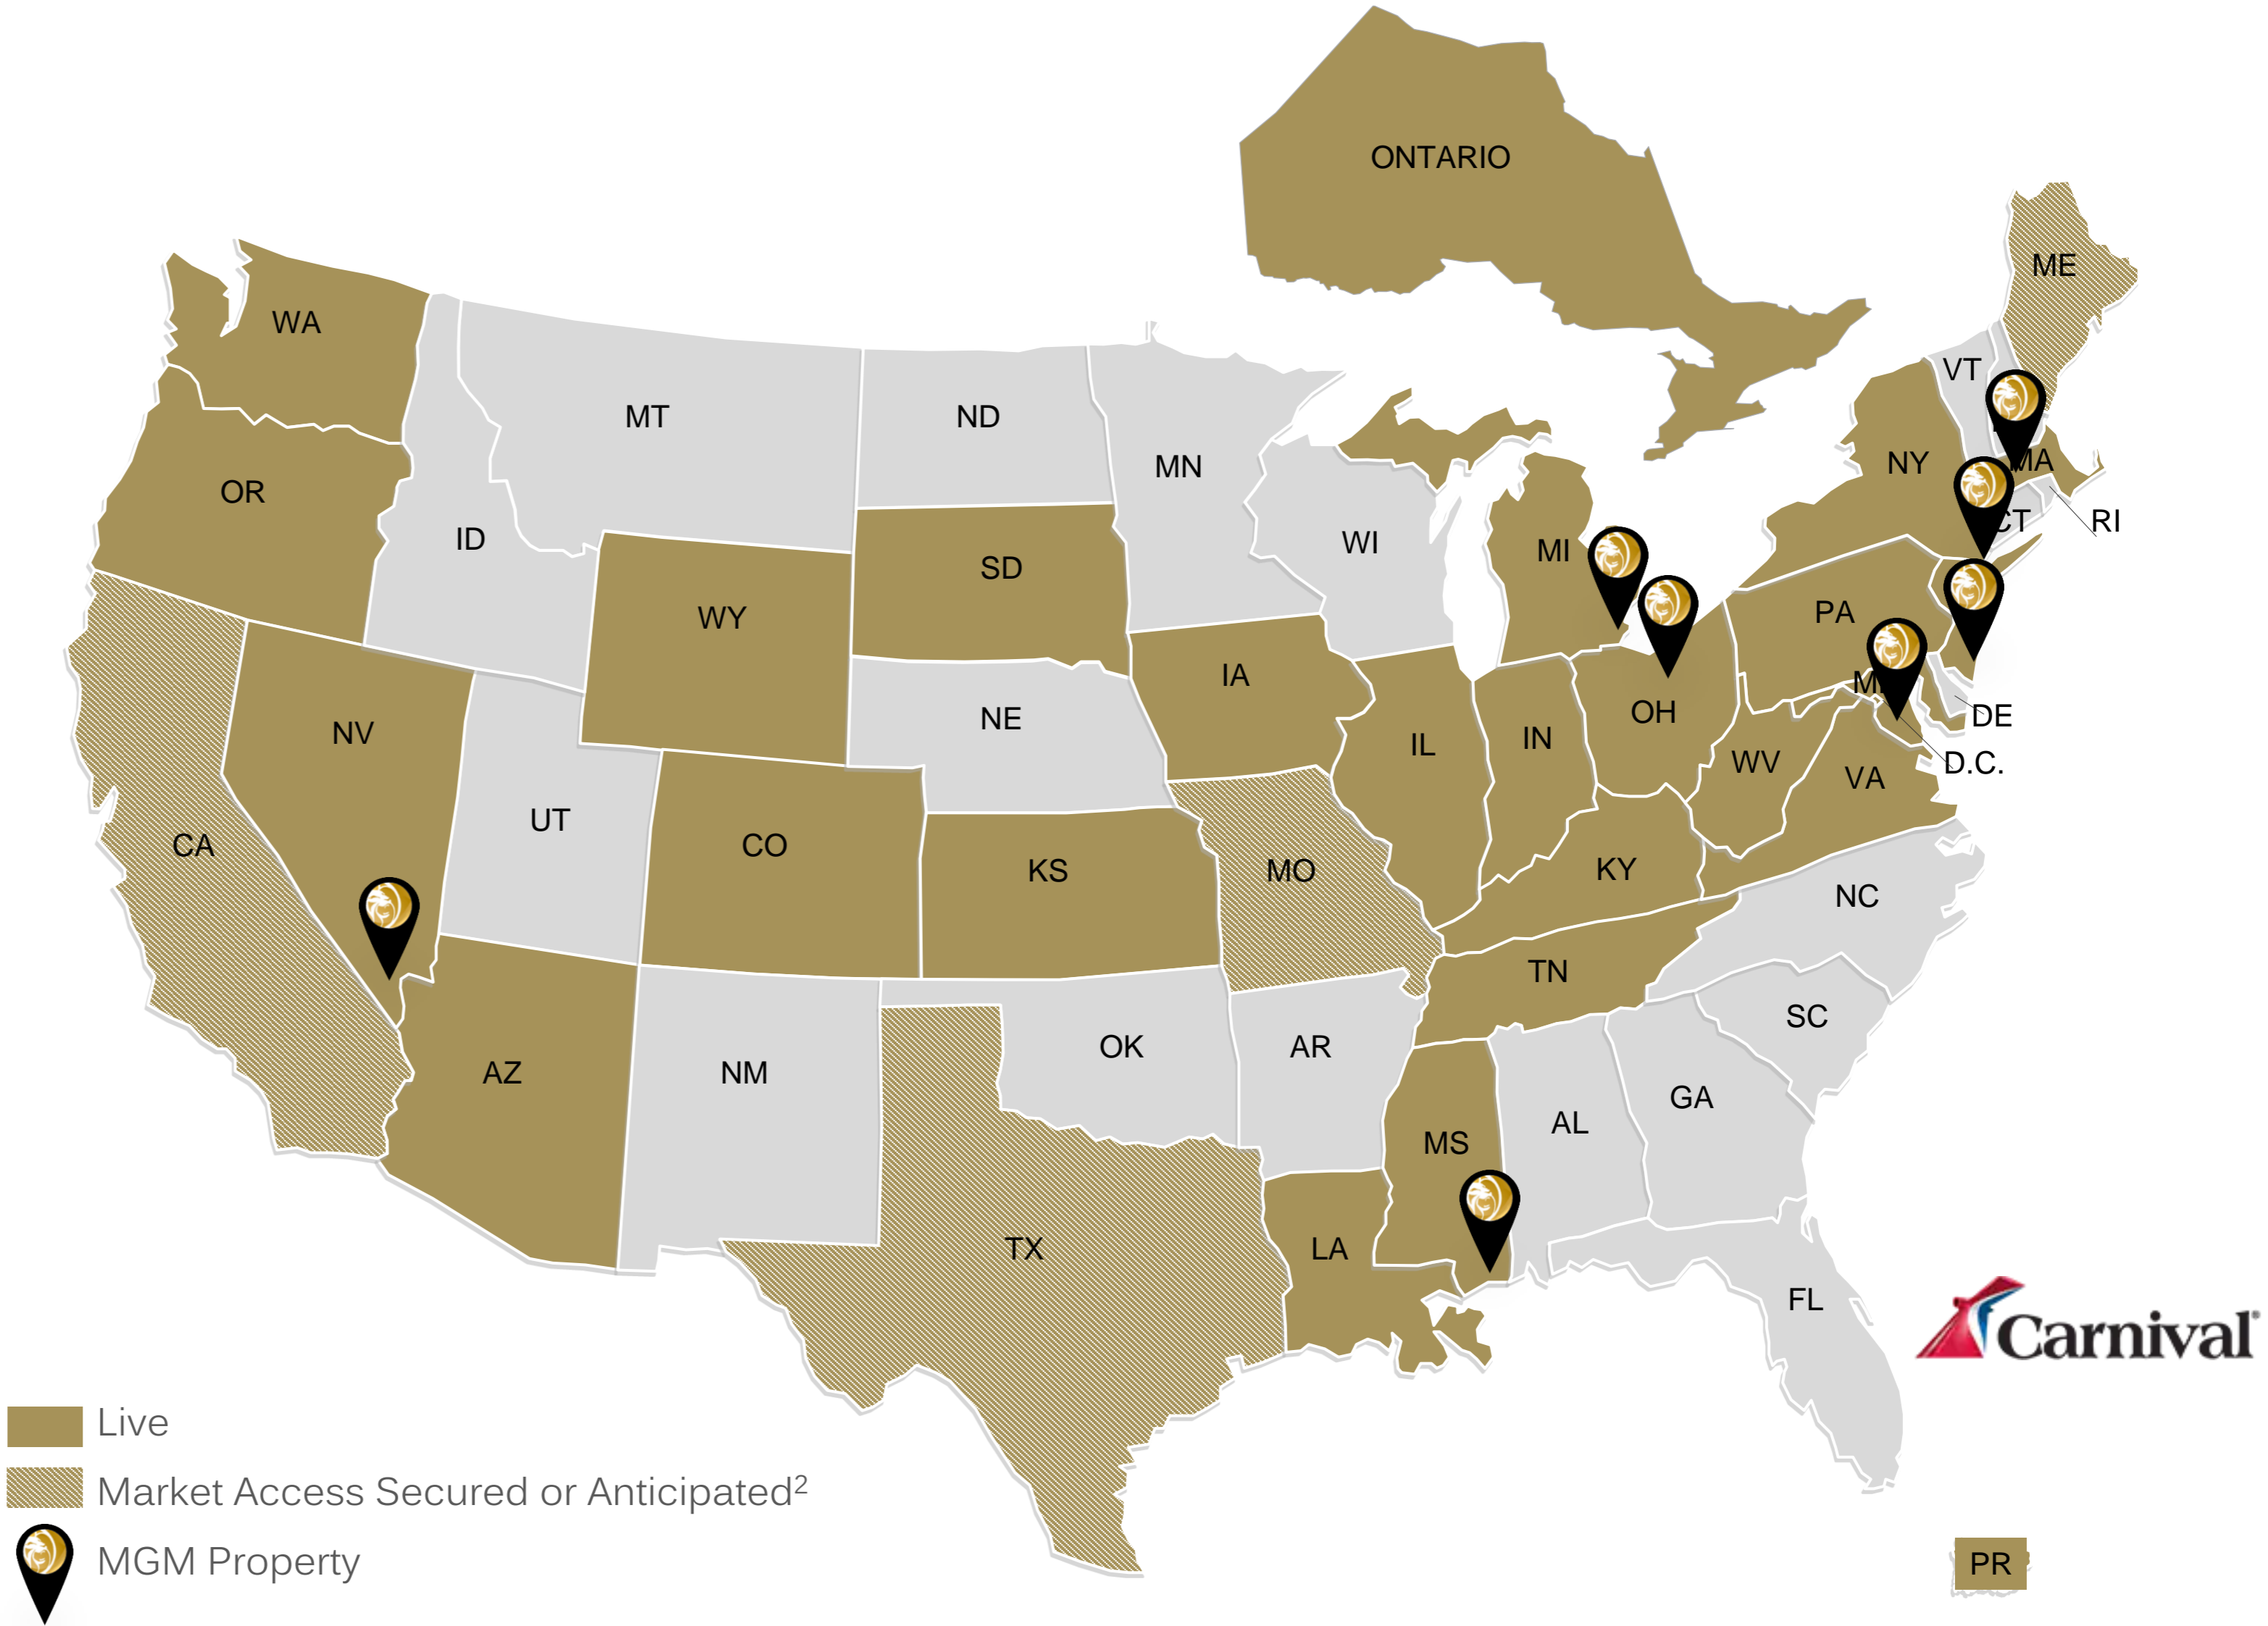 ONTARIO
ME
WA
VT
MT
ND
MN
NY
MA
OR
RI
CT
ID
WI
MI
SD
WY
PA
IA
NE
DE
NV
OH
IL
IN
D.C.
WV
VA
UT
CO
CA
KS
MO
KY
NC
TN
SC
OK
AR
AZ
NM
GA
AL
MS
TX
LA
FL
Carnival®
Live
Market Access Secured or Anticipated²
MGM Property
PR